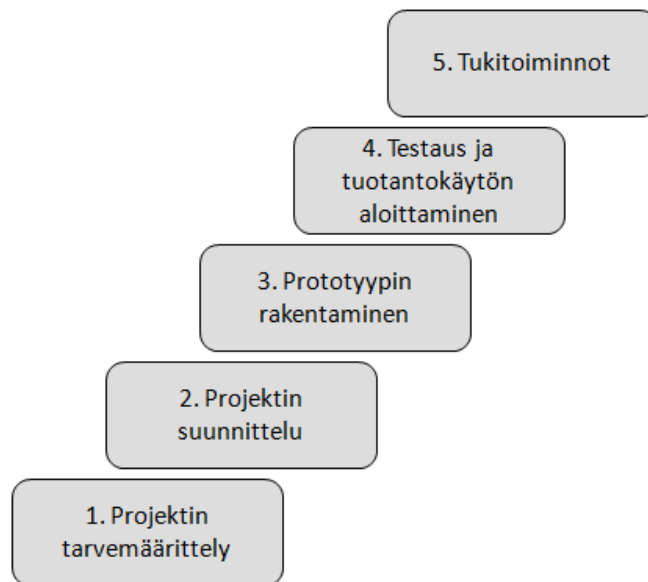 5. Tukitoiminnot
4. Testaus ja
tuotantokäytön
aloittaminen
3. Prototyypin
rakentaminen
2. Projektin
suunnittelu
1. Projektin
tarvemäärittely